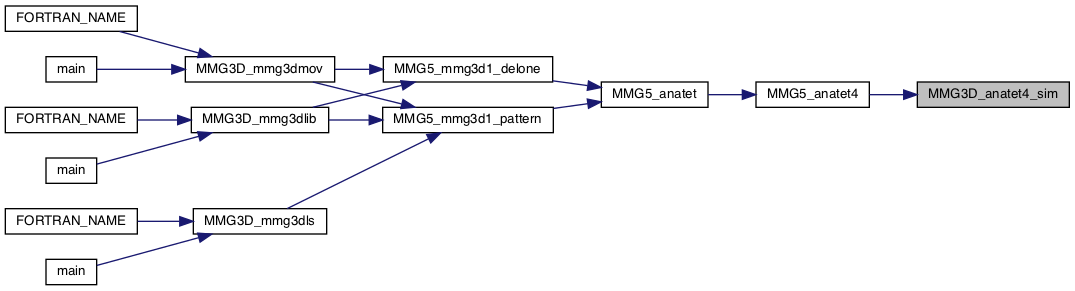 FORTRAN_NAME
main
MMG3D_mmg3dmov
MMG5_mmg3d1_delone
MMG5_anatet
MMG5_anatet4
MMG3D_anatet4_sim
FORTRAN_NAME
MMG3D_mmg3dlib
MMG5_mmg3d1_pattern
main
FORTRAN_NAME
MMG3D_mmg3dls
main